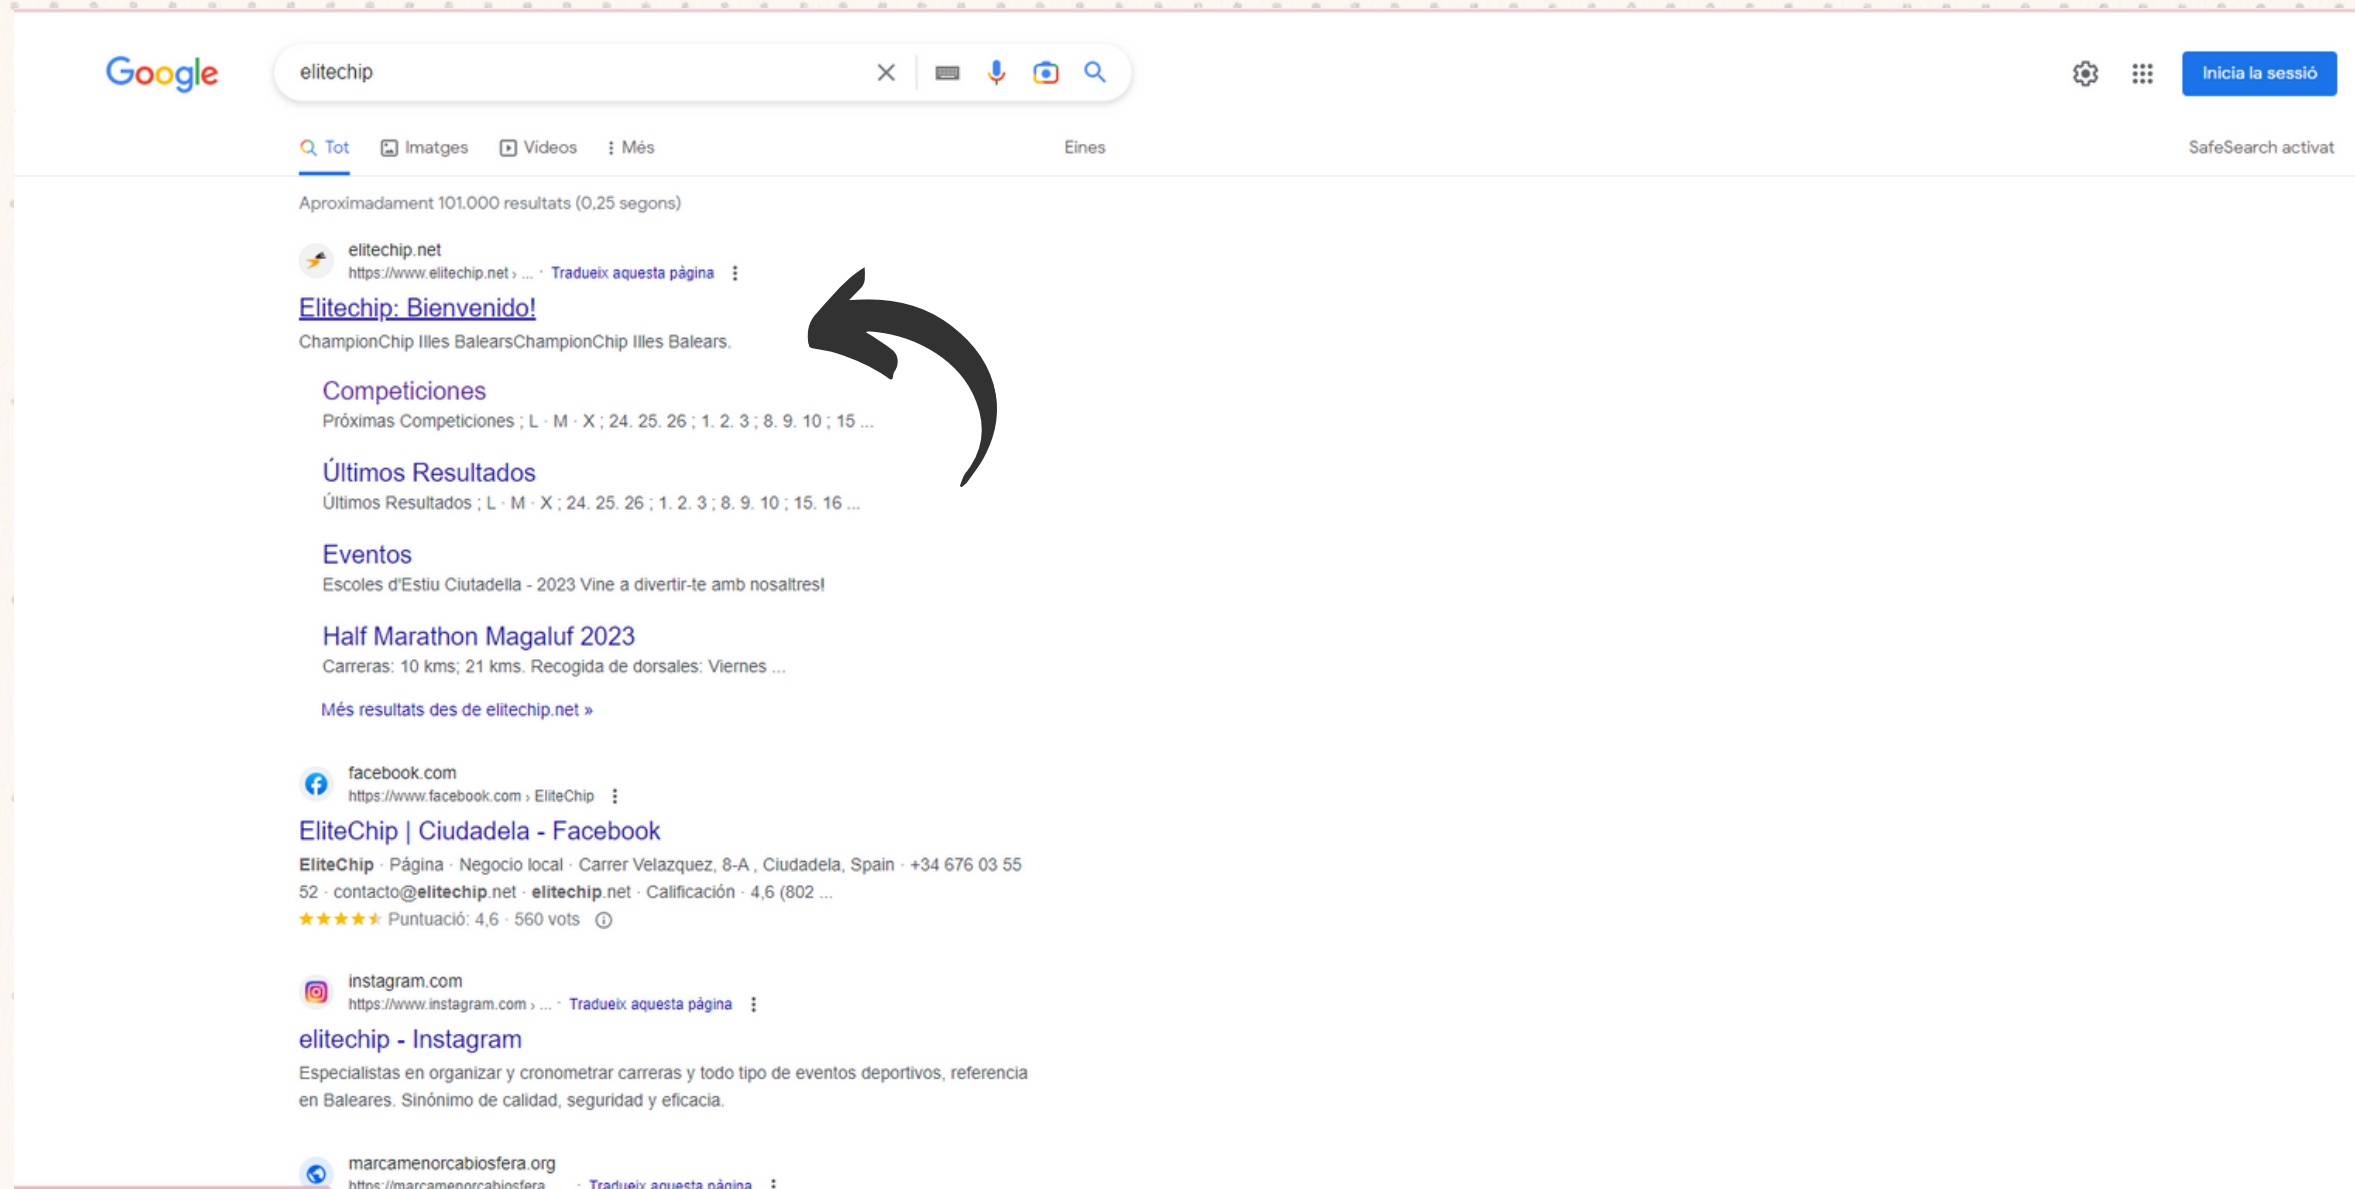 Google
elitechip
Inicia la sessió
Tot Imatges Vídeos Més Eines SafeSearch activat
Aproximadament 101.000 resultats (0,25 segons)
elitechip.net
https://www.elitechip.net › ... · Tradueix aquesta pàgina
Elitechip: Bienvenido!
ChampionChip Illes BalearsChampionChip Illes Balears.
Competiciones
Próximas Competiciones ; L · M · X ; 24. 25. 26 ; 1. 2. 3 ; 8. 9. 10 ; 15 ...
Últimos Resultados
Últimos Resultados ; L · M · X ; 24. 25. 26 ; 1. 2. 3 ; 8. 9. 10 ; 15. 16 ...
Eventos
Escoles d'Estiu Ciutadella - 2023 Vine a divertir-te amb nosaltres!
Half Marathon Magaluf 2023
Carreras: 10 kms; 21 kms. Recogida de dorsales: Viernes ...
Més resultats des de elitechip.net »
facebook.com
https://www.facebook.com › EliteChip
EliteChip | Ciudadela - Facebook
EliteChip · Página · Negocio local · Carrer Velazquez, 8-A , Ciudadela, Spain · +34 676 03 55
52 · contacto@elitechip.net · elitechip.net · Calificación · 4,6 (802 ...
Puntuació: 4,6 · 560 vots
instagram.com
https://www.instagram.com › ... · Tradueix aquesta pàgina
elitechip - Instagram
Especialistas en organizar y cronometrar carreras y todo tipo de eventos deportivos, referencia
en Baleares. Sinónimo de calidad, seguridad y eficacia.
marcamenorcabiosfera.org
https://marcamenorcabiosfera... · Tradueix aquesta pàgina